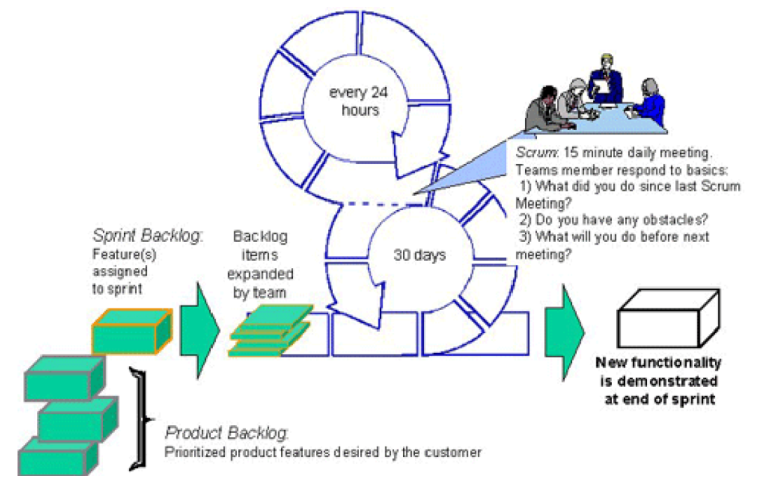 every 24
hours
Scrum: 15 minute daily meeting.
Teams member respond to basics:
1) What did you do since last Scrum
Meeting?
2) Do you have any obstacles?
3) What will you do before next
meeting?
30 days
Sprint Backlog:
Feature(s)
assigned
to sprint
Backlog
items
expanded
by team
New functionality
is demonstrated
at end of sprint
Product Backlog:
Prioritized product features desired by the customer